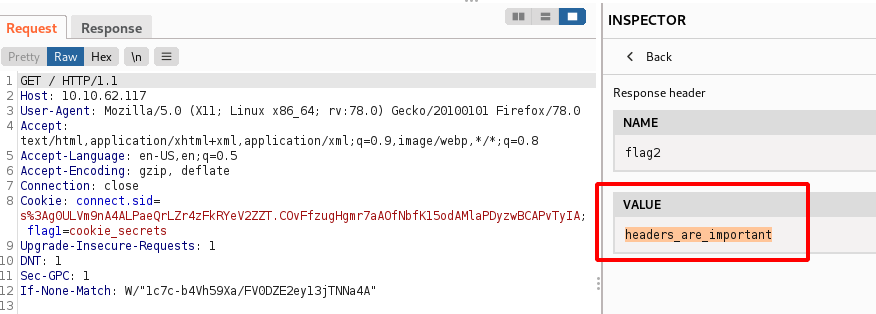 Request
Response
Pretty Raw Hex \n
1 GET / HTTP/1.1
2 Host: 10.10.62.117
3 User-Agent: Mozilla/5.0 (X11; Linux x86_64; rv:78.0) Gecko/20100101 Firefox/78.0
4 Accept:
text/html,application/xhtml+xml,application/xml;q=0.9,image/webp,*/*;q=0.8
5 Accept-Language: en-US,en;q=0.5
6 Accept-Encoding: gzip, deflate
7 Connection: close
8 Cookie: connect.sid=
s%3Ag0ULVm9nA4ALPaeQrLZr4zFkRYeV2ZZT.COvFfzugHgmr7aAOfNbfK15odAMlaPDyzwBCAPvTyIA;
flag1=cookie_secrets
9 Upgrade-Insecure-Requests: 1
10 DNT: 1
11 Sec-GPC: 1
12 If-None-Match: W/"1c7c-b4Vh59Xa/FV0DZE2ey13jTNNa4A"
13
INSPECTOR
Back
Response header
NAME
flag2
VALUE
headers_are_important